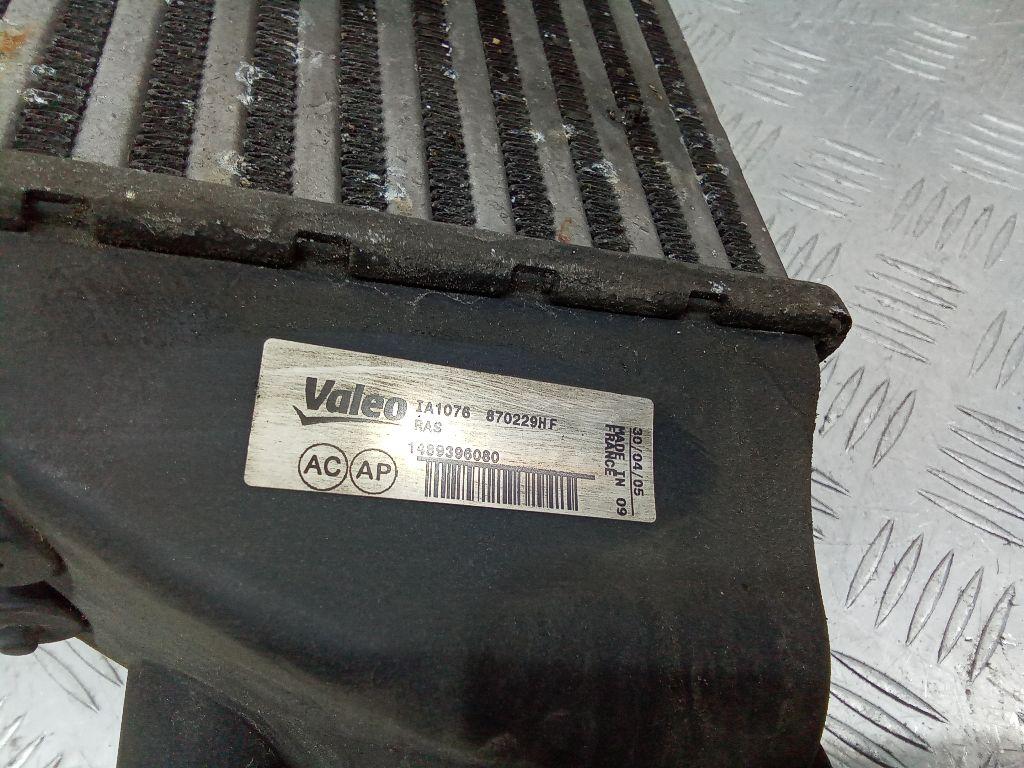 Valeo IA1076 870229HF
RAS
1489396080
AC AP
30/04/05
MADE IN 09
FRANCE